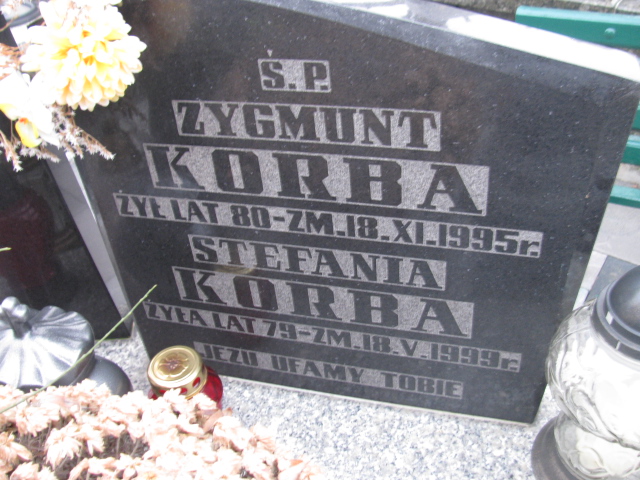 Ś.P.
ZYGMUNT
KORBA
ŻYŁ LAT 80-ZM.18.XI.1995r.
STEFANIA
KORBA
ŻYŁA LAT 79-ZM.18.V.1999r.
JEZU UFAMY TOBIE